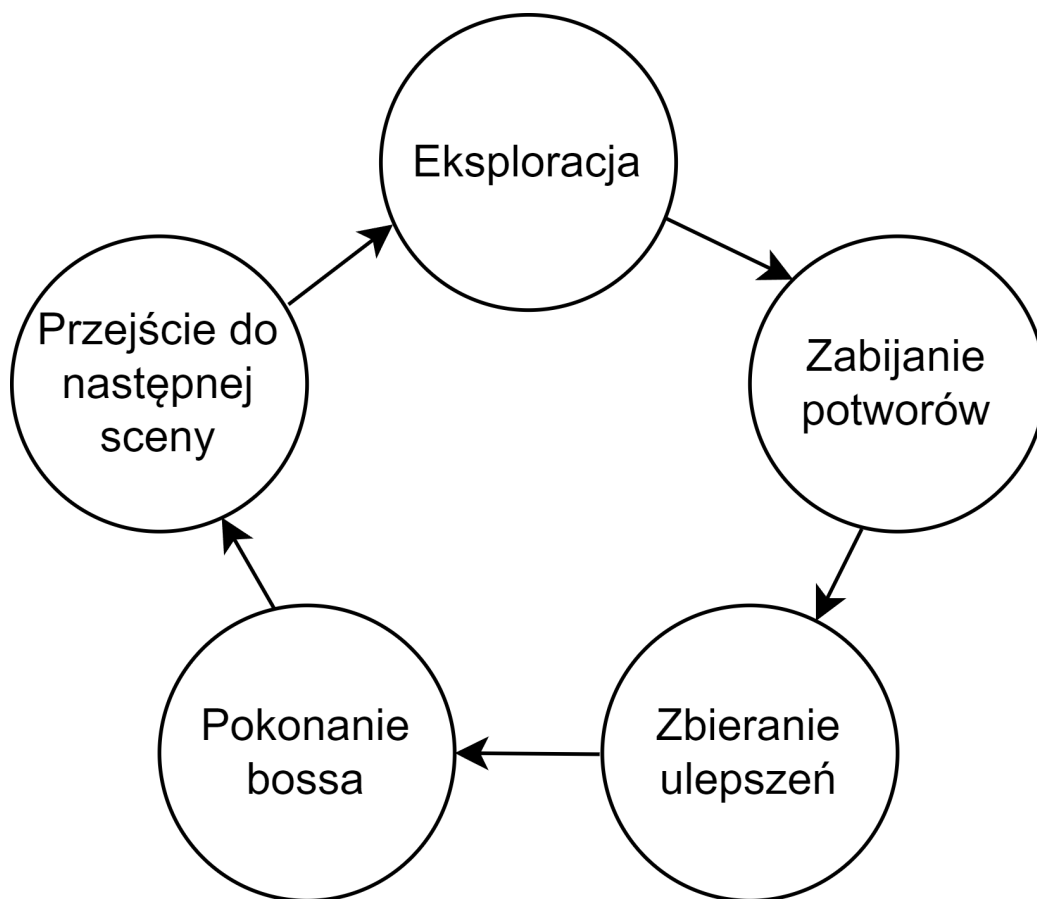 Eksploracja
Zabijanie
potworów
Zbieranie
ulepszeń
Pokonanie
bossa
Przejście do
następnej
sceny